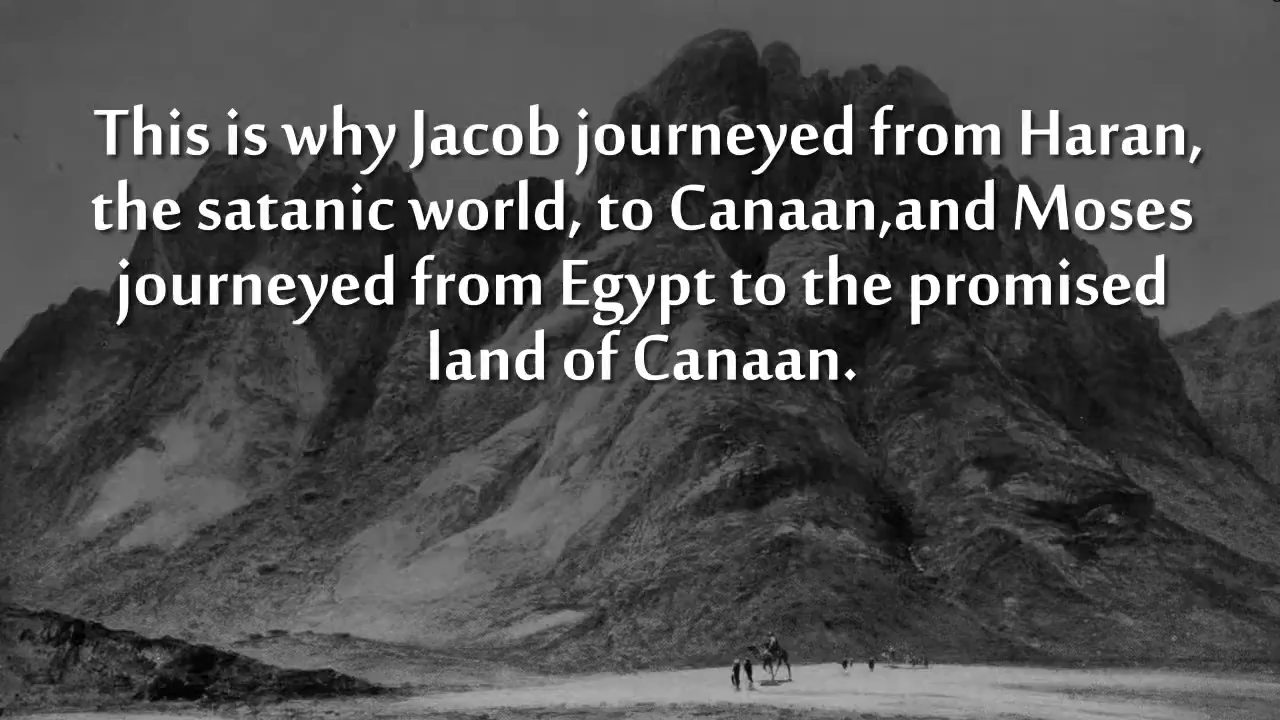 This is why Jacob journeyed from Haran,
the satanic world, to Canaan,and Moses
journeyed from Egypt to the promised
land of Canaan.